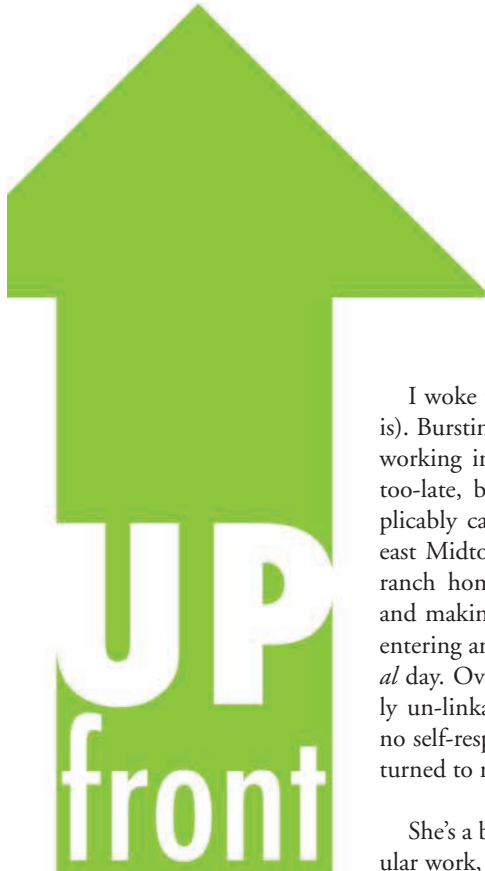 UP
front
I woke
is). Burstin
working in
too-late, b
plicably ca
east Midto
ranch hom
and makin
entering an
al day. Ov
ly un-linka
no self-resp
turned to r
She's a b
ular work,